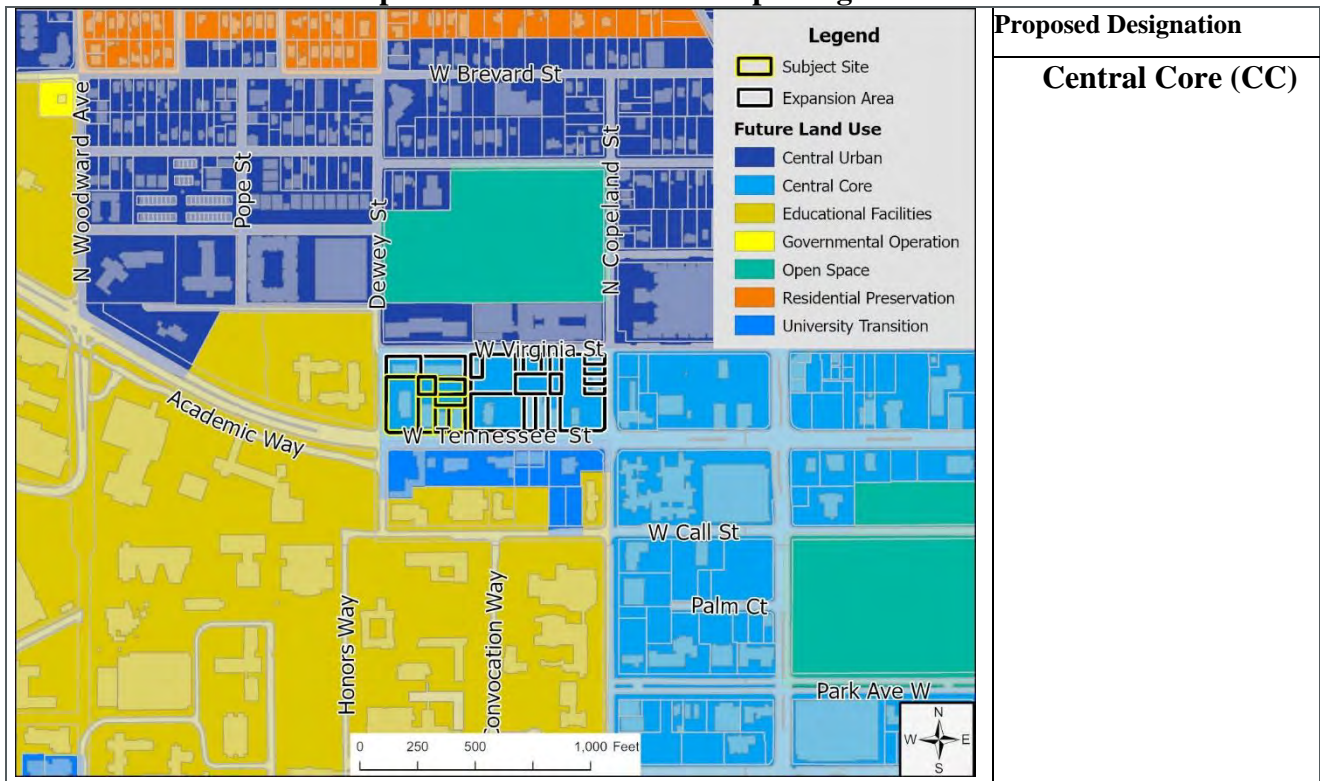 Proposed Designation
Central Core (CC)
Legend
Subject Site
Expansion Area
Future Land Use
Central Urban
Central Core
Educational Facilities
Governmental Operation
Open Space
Residential Preservation
University Transition
W Brevard St
N Woodward Ave
Pope St
Dewey St
N Copeland St
W Virginia St
Academic Way
W Tennessee St
W Call St
Palm Ct
Honors Way
Convocation Way
Park Ave W
0 250 500 1,000 Feet
N
W E
S